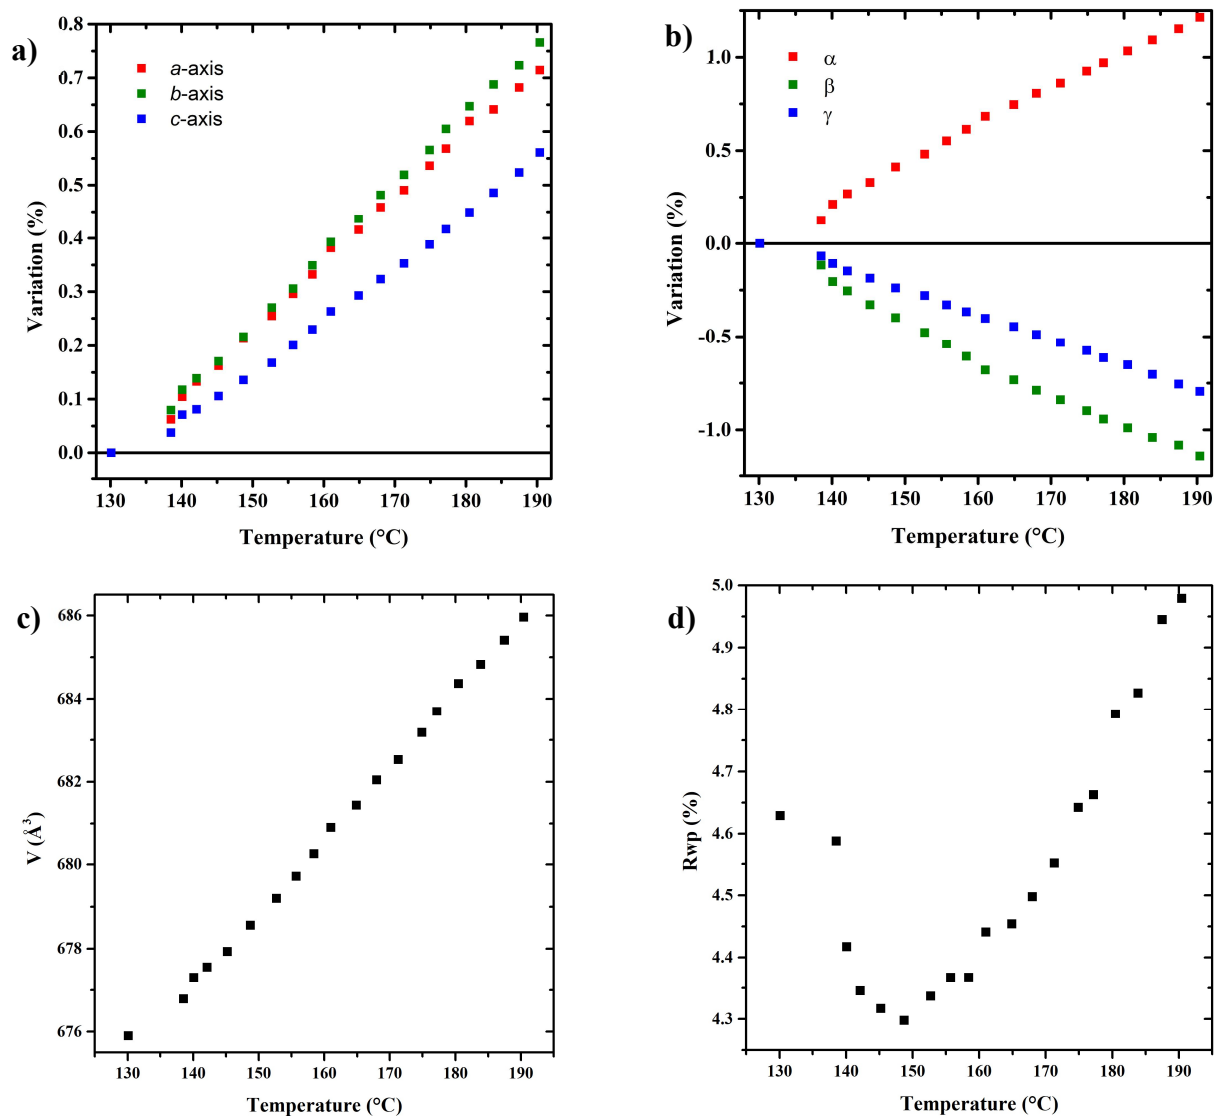 a)
a-axis
b-axis
c-axis
0.8
0.7
0.6
0.5
0.4
0.3
0.2
0.1
0.0
Variation (%)
130 140 150 160 170 180 190
Temperature (°C)
b)
α
β
γ
1.0
0.5
0.0
-0.5
-1.0
Variation (%)
130 140 150 160 170 180 190
Temperature (°C)
c)
686
684
682
680
678
676
V (Å³)
130 140 150 160 170 180 190
Temperature (°C)
d)
5.0
4.9
4.8
4.7
4.6
4.5
4.4
4.3
Rwp (%)
130 140 150 160 170 180 190
Temperature (°C)